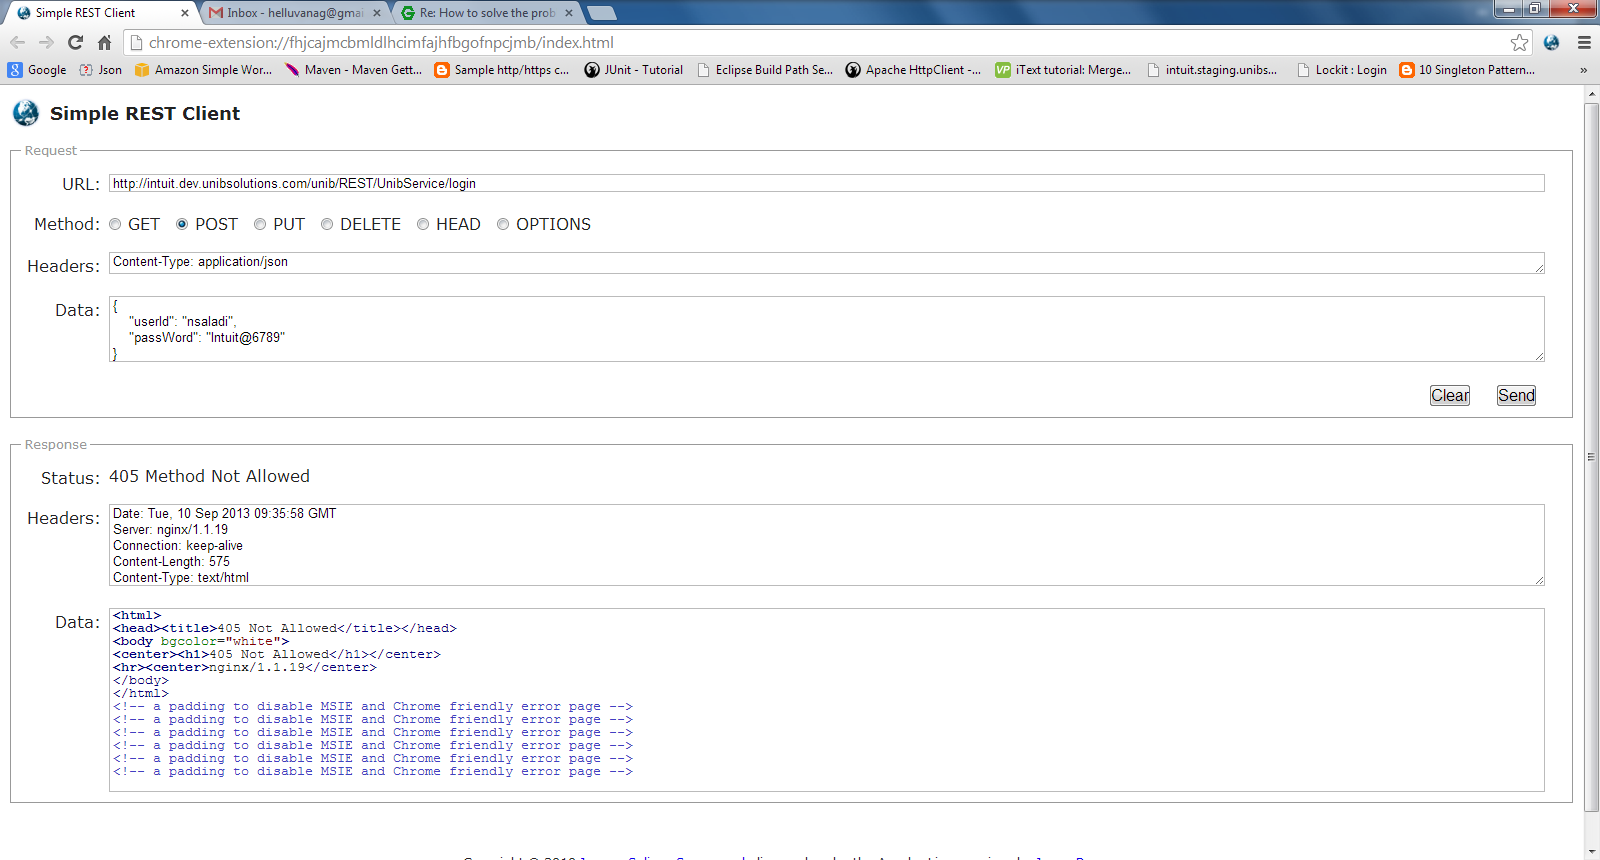 Simple REST Client
Inbox - helluvanag@gmai
Re: How to solve the prob
chrome-extension://fhjcajmcbmldlhcimfajhfbgofnpcjmb/index.html
Google Json Amazon Simple Wor... Maven - Maven Gett... Sample http/https c... JUnit - Tutorial Eclipse Build Path Se... Apache HttpClient -... iText tutorial: Merge... intuit.staging.unibs... Lockit : Login 10 Singleton Pattern... »
Simple REST Client
Request
URL: http://intuit.dev.unibsolutions.com/unib/REST/UnibService/login
Method: GET POST PUT DELETE HEAD OPTIONS
Headers: Content-Type: application/json
Data: {
"userId": "nsaladi",
"passWord": "Intuit@6789"
}
Clear Send
Response
Status: 405 Method Not Allowed
Headers: Date: Tue, 10 Sep 2013 09:35:58 GMT
Server: nginx/1.1.19
Connection: keep-alive
Content-Length: 575
Content-Type: text/html
Data: <html>
<head><title>405 Not Allowed</title></head>
<body bgcolor="white">
<center><h1>405 Not Allowed</h1></center>
<hr><center>nginx/1.1.19</center>
</body>
</html>
<!-- a padding to disable MSIE and Chrome friendly error page -->
<!-- a padding to disable MSIE and Chrome friendly error page -->
<!-- a padding to disable MSIE and Chrome friendly error page -->
<!-- a padding to disable MSIE and Chrome friendly error page -->
<!-- a padding to disable MSIE and Chrome friendly error page -->
<!-- a padding to disable MSIE and Chrome friendly error page -->